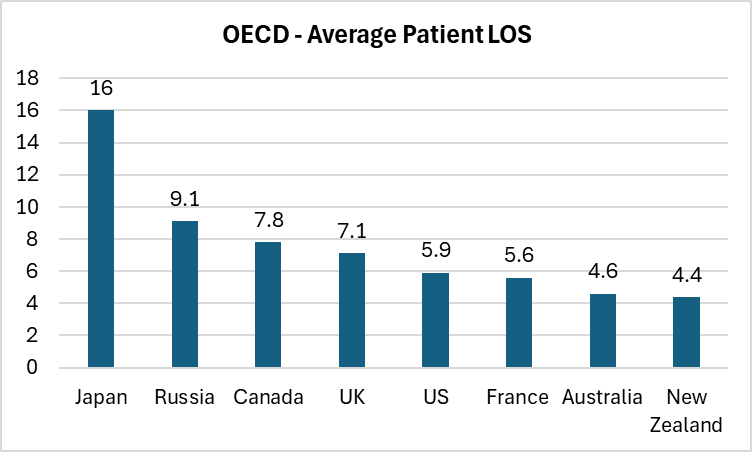 OECD - Average Patient LOS
18
16
14
12
10
8
6
4
2
0
16
9.1
7.8
7.1
5.9
5.6
4.6
4.4
Japan
Russia
Canada
UK
US
France
Australia
New
Zealand